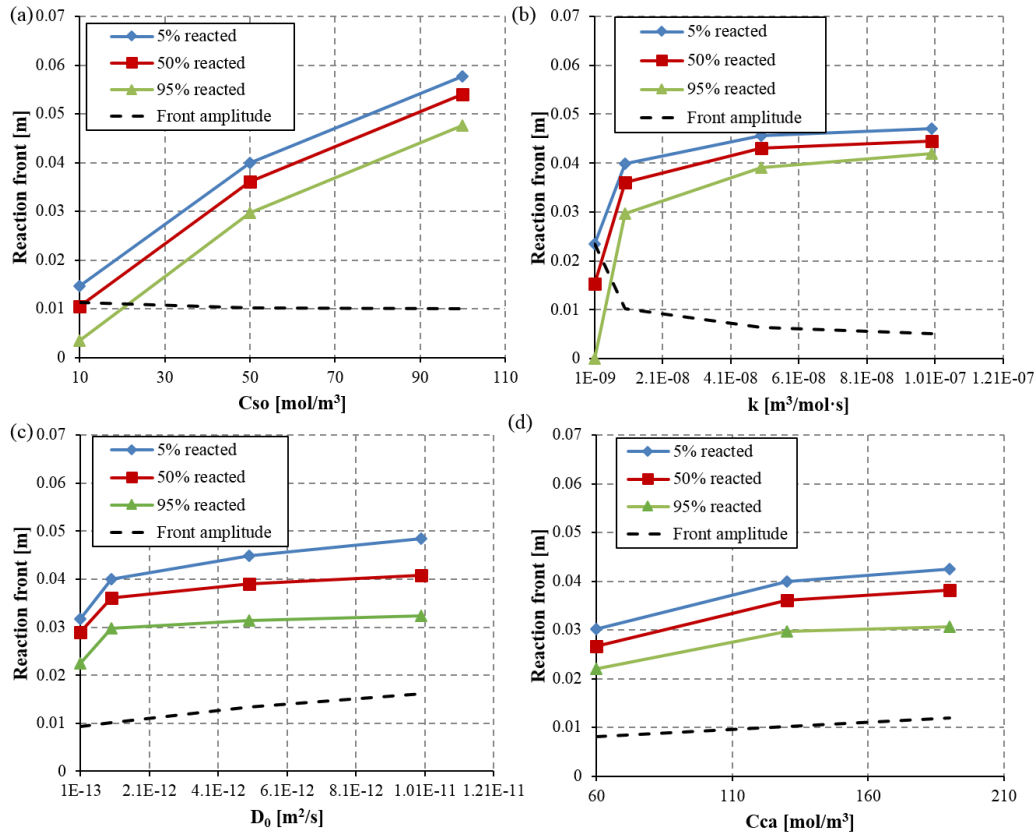 (a)
0.07
0.06
0.05
0.04
0.03
0.02
0.01
0
Reaction front [m]
5% reacted
50% reacted
95% reacted
Front amplitude
10 30 50 70 90 110
Cso [mol/m³]
(b)
0.07
0.06
0.05
0.04
0.03
0.02
0.01
0
Reaction front [m]
5% reacted
50% reacted
95% reacted
Front amplitude
1E-09 2.1E-08 4.1E-08 6.1E-08 8.1E-08 1.01E-07 1.21E-07
k [m³/mol·s]
(c)
0.07
0.06
0.05
0.04
0.03
0.02
0.01
0
Reaction front [m]
5% reacted
50% reacted
95% reacted
Front amplitude
1E-13 2.1E-12 4.1E-12 6.1E-12 8.1E-12 1.01E-11 1.21E-11
D₀ [m²/s]
(d)
0.07
0.06
0.05
0.04
0.03
0.02
0.01
0
Reaction front [m]
5% reacted
50% reacted
95% reacted
Front amplitude
60 110 160 210
Cca [mol/m³]